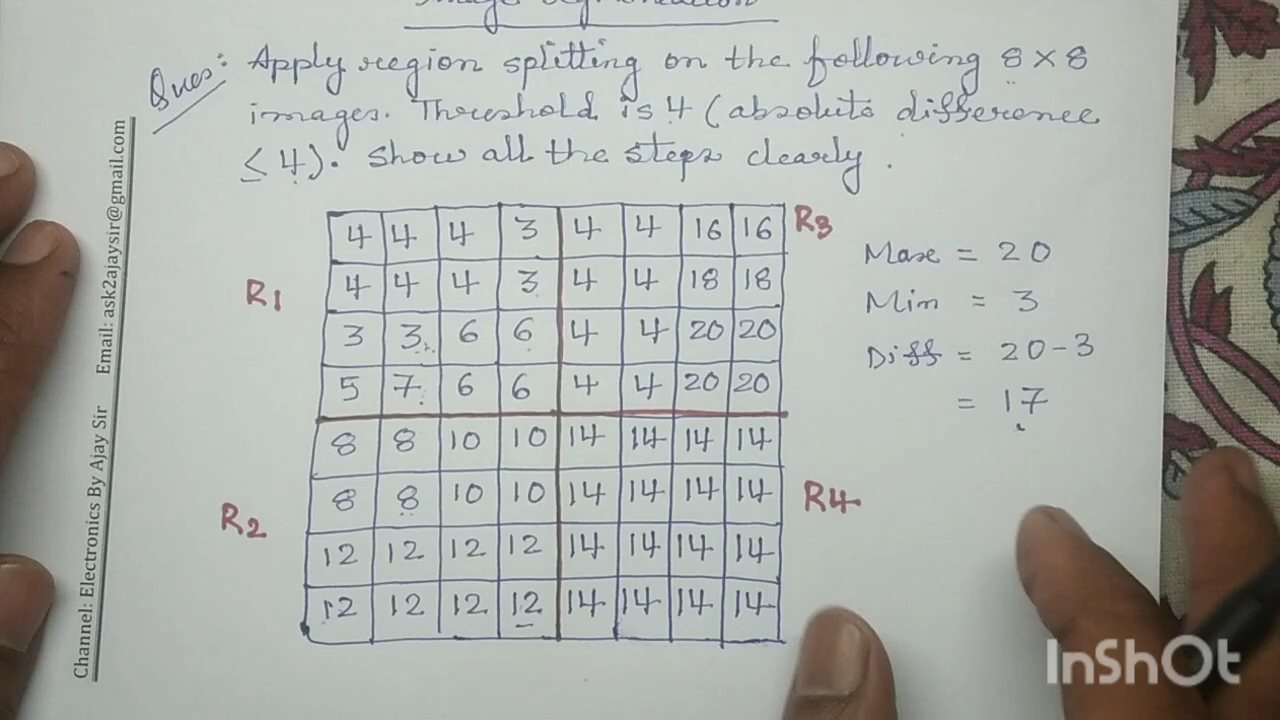 Image Segmentation
Ques: Apply region splitting on the following 8 × 8
images. Threshold is 4 (absolute difference
≤ 4). Show all the steps clearly.
4 4 4 3 4 4 16 16 R3
4 4 4 3 4 4 18 18
R1
3 3 6 6 4 4 20 20
5 7 6 6 4 4 20 20
8 8 10 10 14 14 14 14
8 8 10 10 14 14 14 14 R4
R2
12 12 12 12 14 14 14 14
12 12 12 12 14 14 14 14
Max = 20
Min = 3
Diff = 20-3
= 17
Channel: Electronics By Ajay Sir Email: ask2ajaysir@gmail.com
InShOt